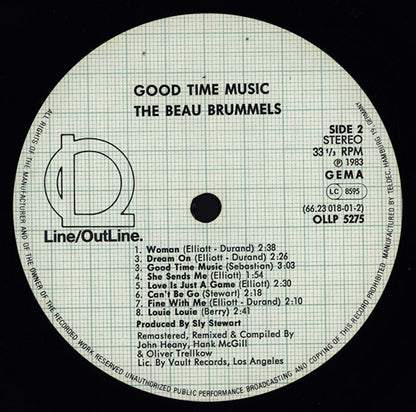 GOOD TIME MUSIC
THE BEAU BRUMMELS
SIDE 2
STEREO
33 1/3 RPM
℗ 1983
GEMA
LC 8595
(66.23 018-01-2)
OLLP 5275
Line/OutLine.
1. Woman (Elliott - Durand) 2:38
2. Dream On (Elliott - Durand) 2:26
3. Good Time Music (Sebastian) 3:03
4. She Sends Me (Elliott) 1:54
5. Love Is Just A Game (Elliott) 2:30
6. Can't Be Go (Stewart) 2:18
7. Fine With Me (Elliott - Durand) 2:10
8. Louie Louie (Berry) 2:41
Produced By Sly Stewart
Remastered, Remixed & Compiled By
John Heany, Hank McGill
& Oliver Trellkow
Lic. By Vault Records, Los Angeles
ALL RIGHTS OF THE MANUFACTURER AND OF THE OWNER OF THE RECORDED WORK RESERVED UNAUTHORIZED PUBLIC PERFORMANCE BROADCASTING AND COPYING OF THIS RECORD PROHIBITED. MANUFACTURED BY TELDEC, HAMBURG 19, GERMANY